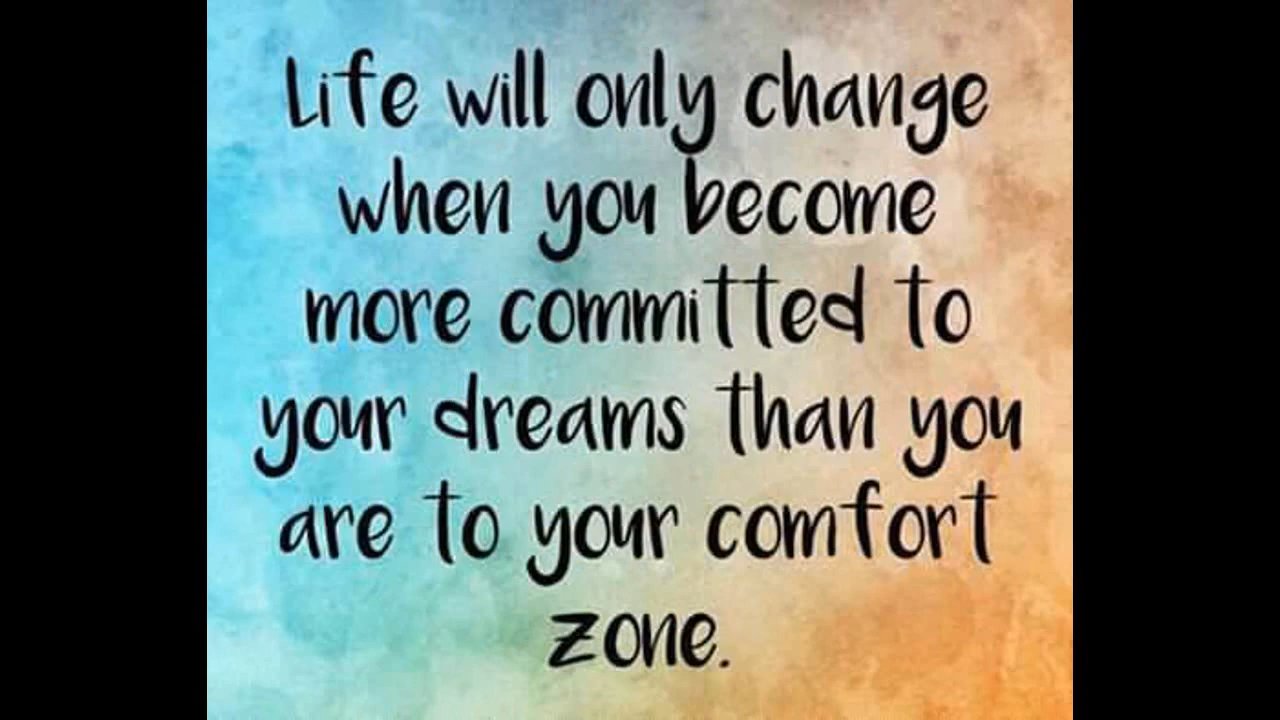 Life will only change
when you become
more committed to
your dreams than you
are to your comfort
zone.